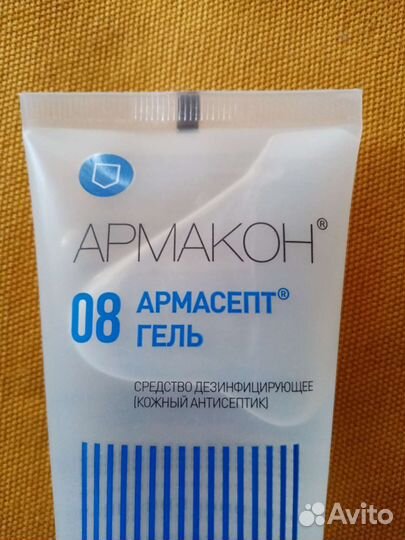 АРМАКОН®
08 АРМАСЕПТ®
ГЕЛЬ
СРЕДСТВО ДЕЗИНФИЦИРУЮЩЕЕ
(КОЖНЫЙ АНТИСЕПТИК)
Avito